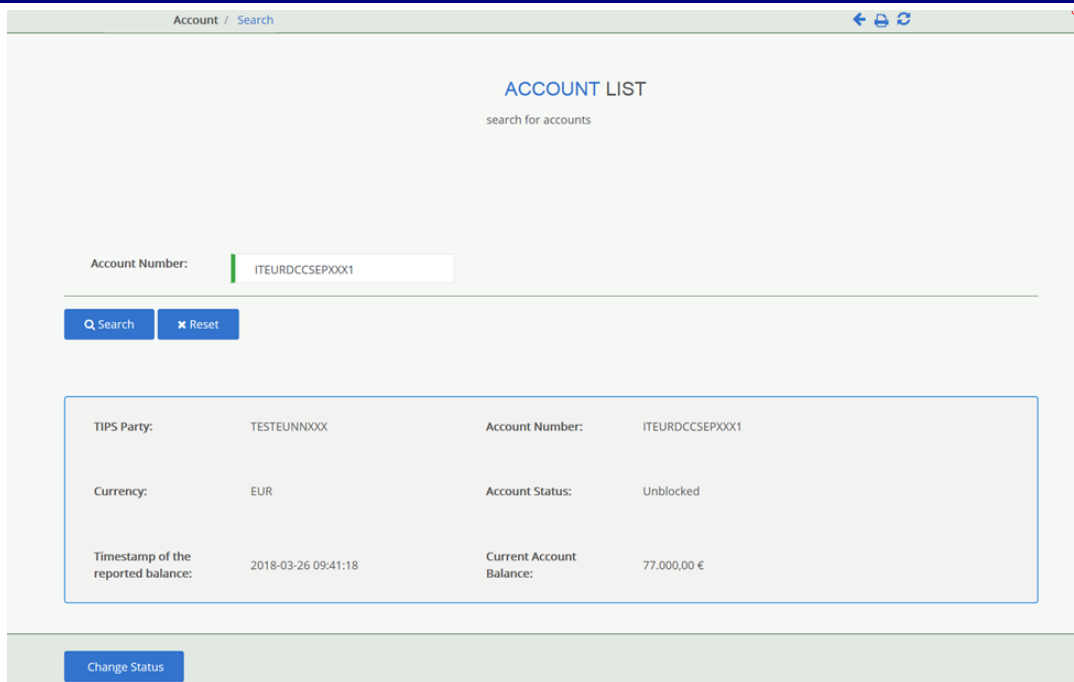 Account / Search
ACCOUNT LIST
search for accounts
Account Number: ITEURDCCSEPXXX1
Search Reset
TIPS Party: TESTEUNNXXX Account Number: ITEURDCCSEPXXX1
Currency: EUR Account Status: Unblocked
Timestamp of the reported balance: 2018-03-26 09:41:18 Current Account Balance: 77.000,00 €
Change Status